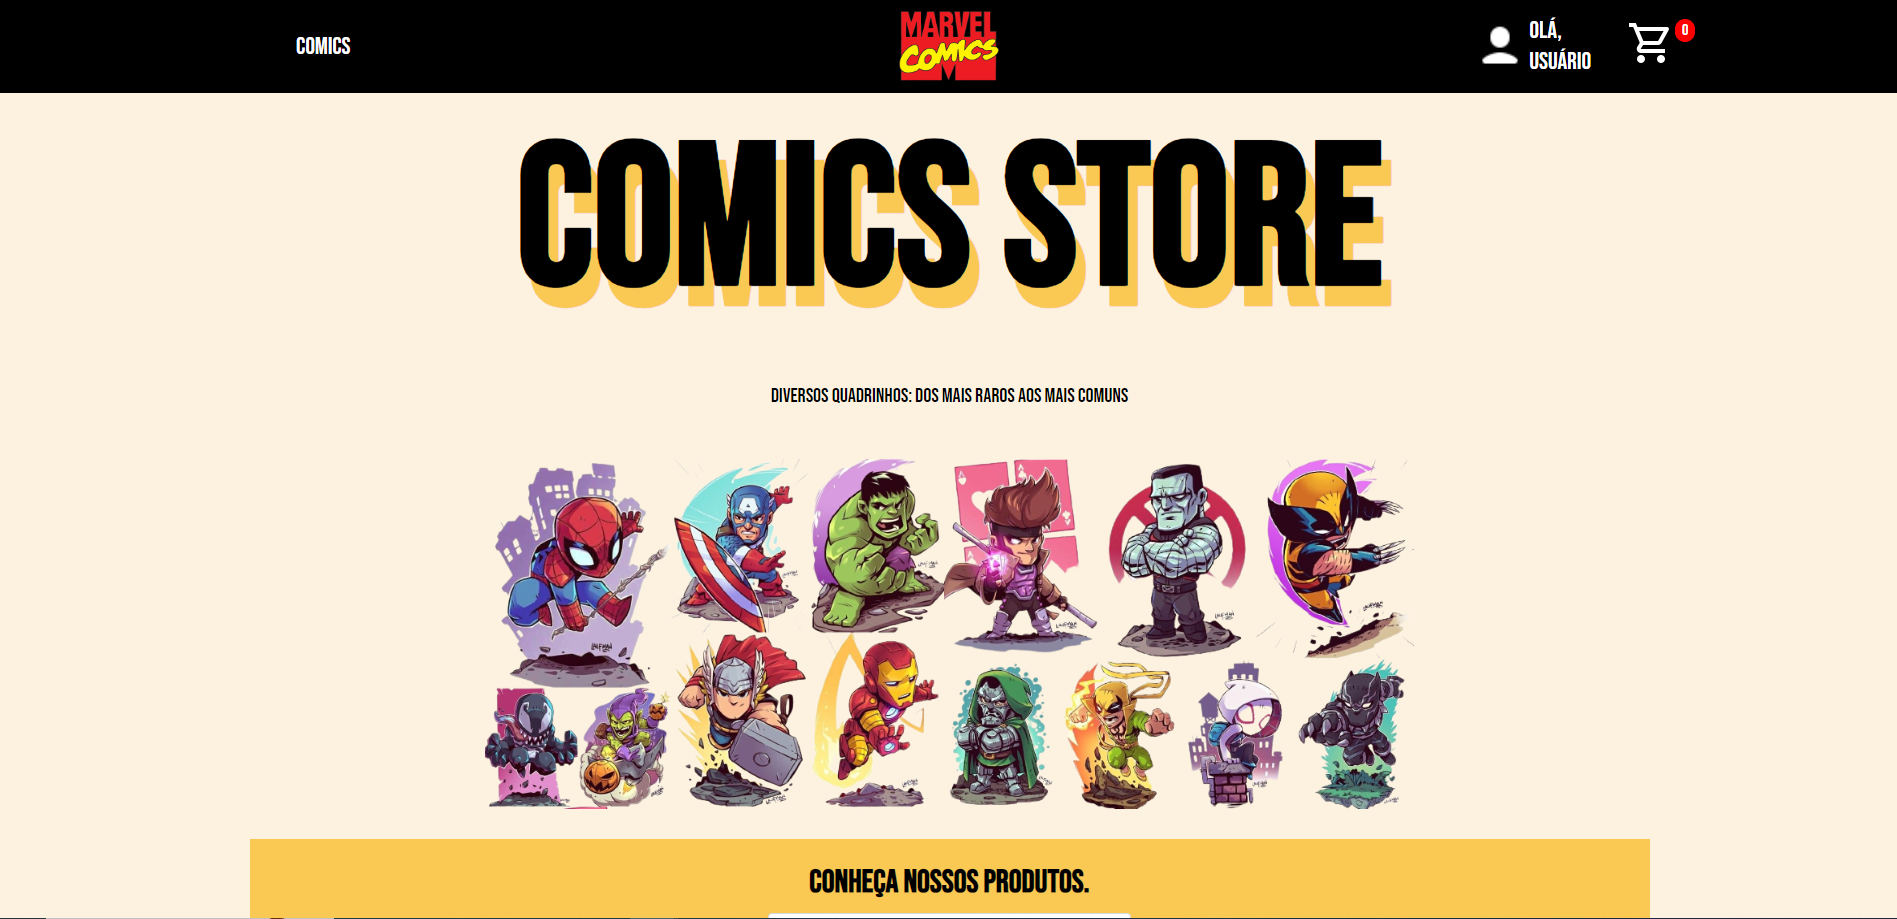 COMICS
MARVEL
COMICS
OLÁ,
USUÁRIO
0
COMICS STORE
DIVERSOS QUADRINHOS: DOS MAIS RAROS AOS MAIS COMUNS
CONHEÇA NOSSOS PRODUTOS.